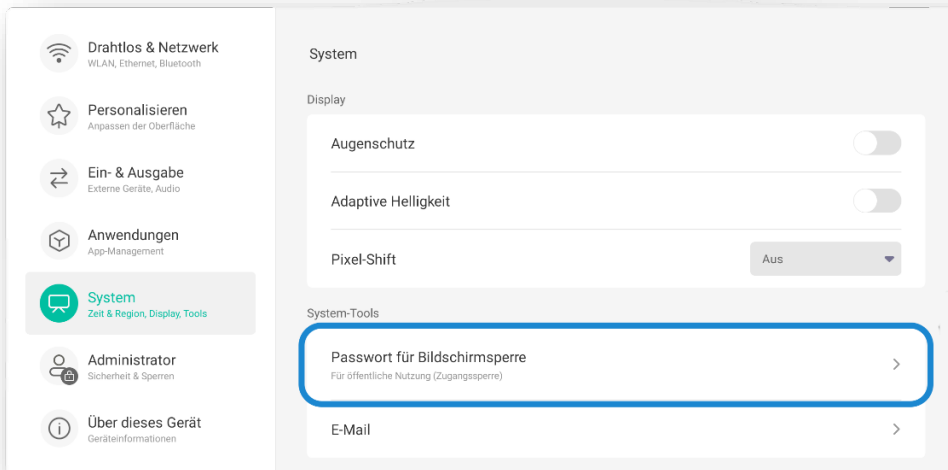 Drahtlos & Netzwerk
WLAN, Ethernet, Bluetooth
Personalisieren
Anpassen der Oberfläche
Ein- & Ausgabe
Externe Geräte, Audio
Anwendungen
App-Management
System
Zeit & Region, Display, Tools
Administrator
Sicherheit & Sperren
Über dieses Gerät
Geräteinformationen
System
Display
Augenschutz
Adaptive Helligkeit
Pixel-Shift
Aus
System-Tools
Passwort für Bildschirmsperre
Für öffentliche Nutzung (Zugangssperre)
E-Mail